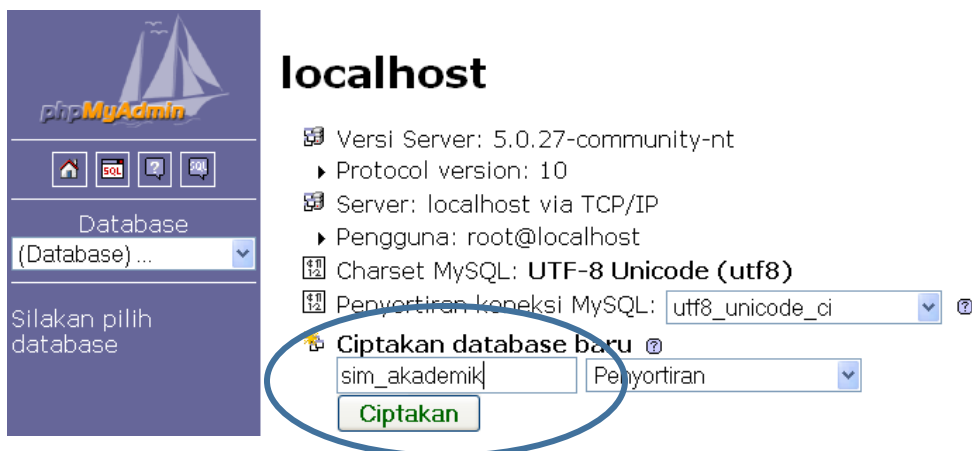 phpMyAdmin
SQL
SQL
Database
(Database) ...
Silakan pilih
database
localhost
Versi Server: 5.0.27-community-nt
Protocol version: 10
Server: localhost via TCP/IP
Pengguna: root@localhost
Charset MySQL: UTF-8 Unicode (utf8)
Penyortiran koneksi MySQL: utf8_unicode_ci
Ciptakan database baru
sim_akademik Penyortiran
Ciptakan